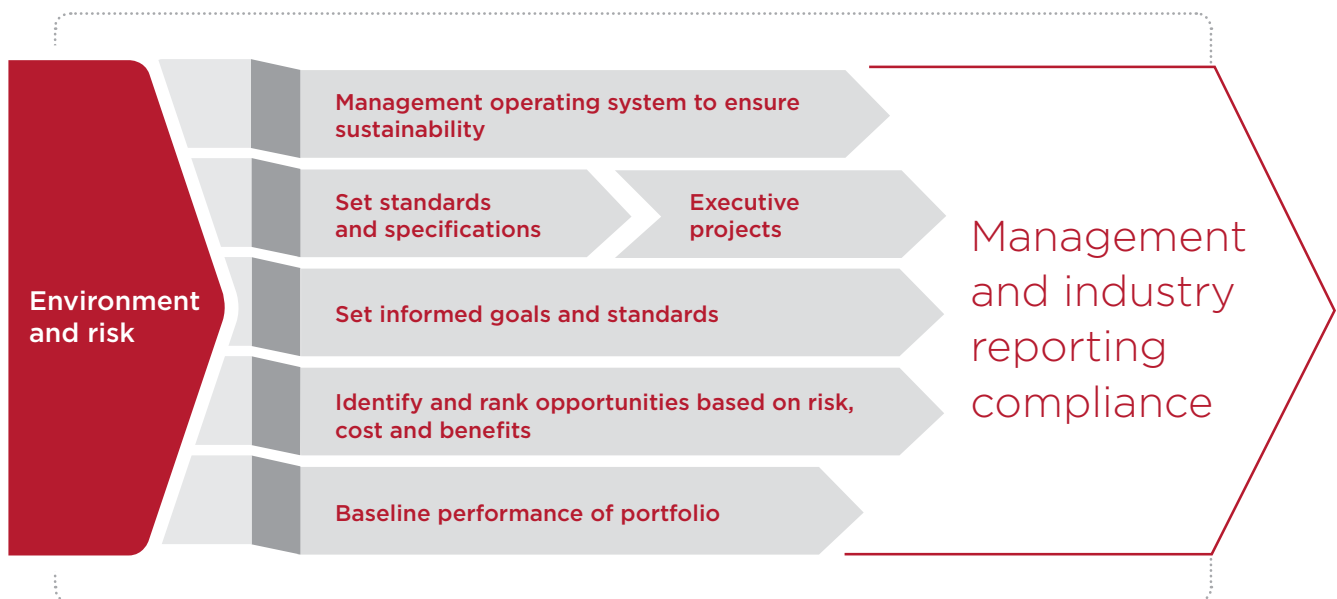 Environment
and risk
Management operating system to ensure
sustainability
Set standards
and specifications
Executive
projects
Set informed goals and standards
Identify and rank opportunities based on risk,
cost and benefits
Baseline performance of portfolio
Management
and industry
reporting
compliance